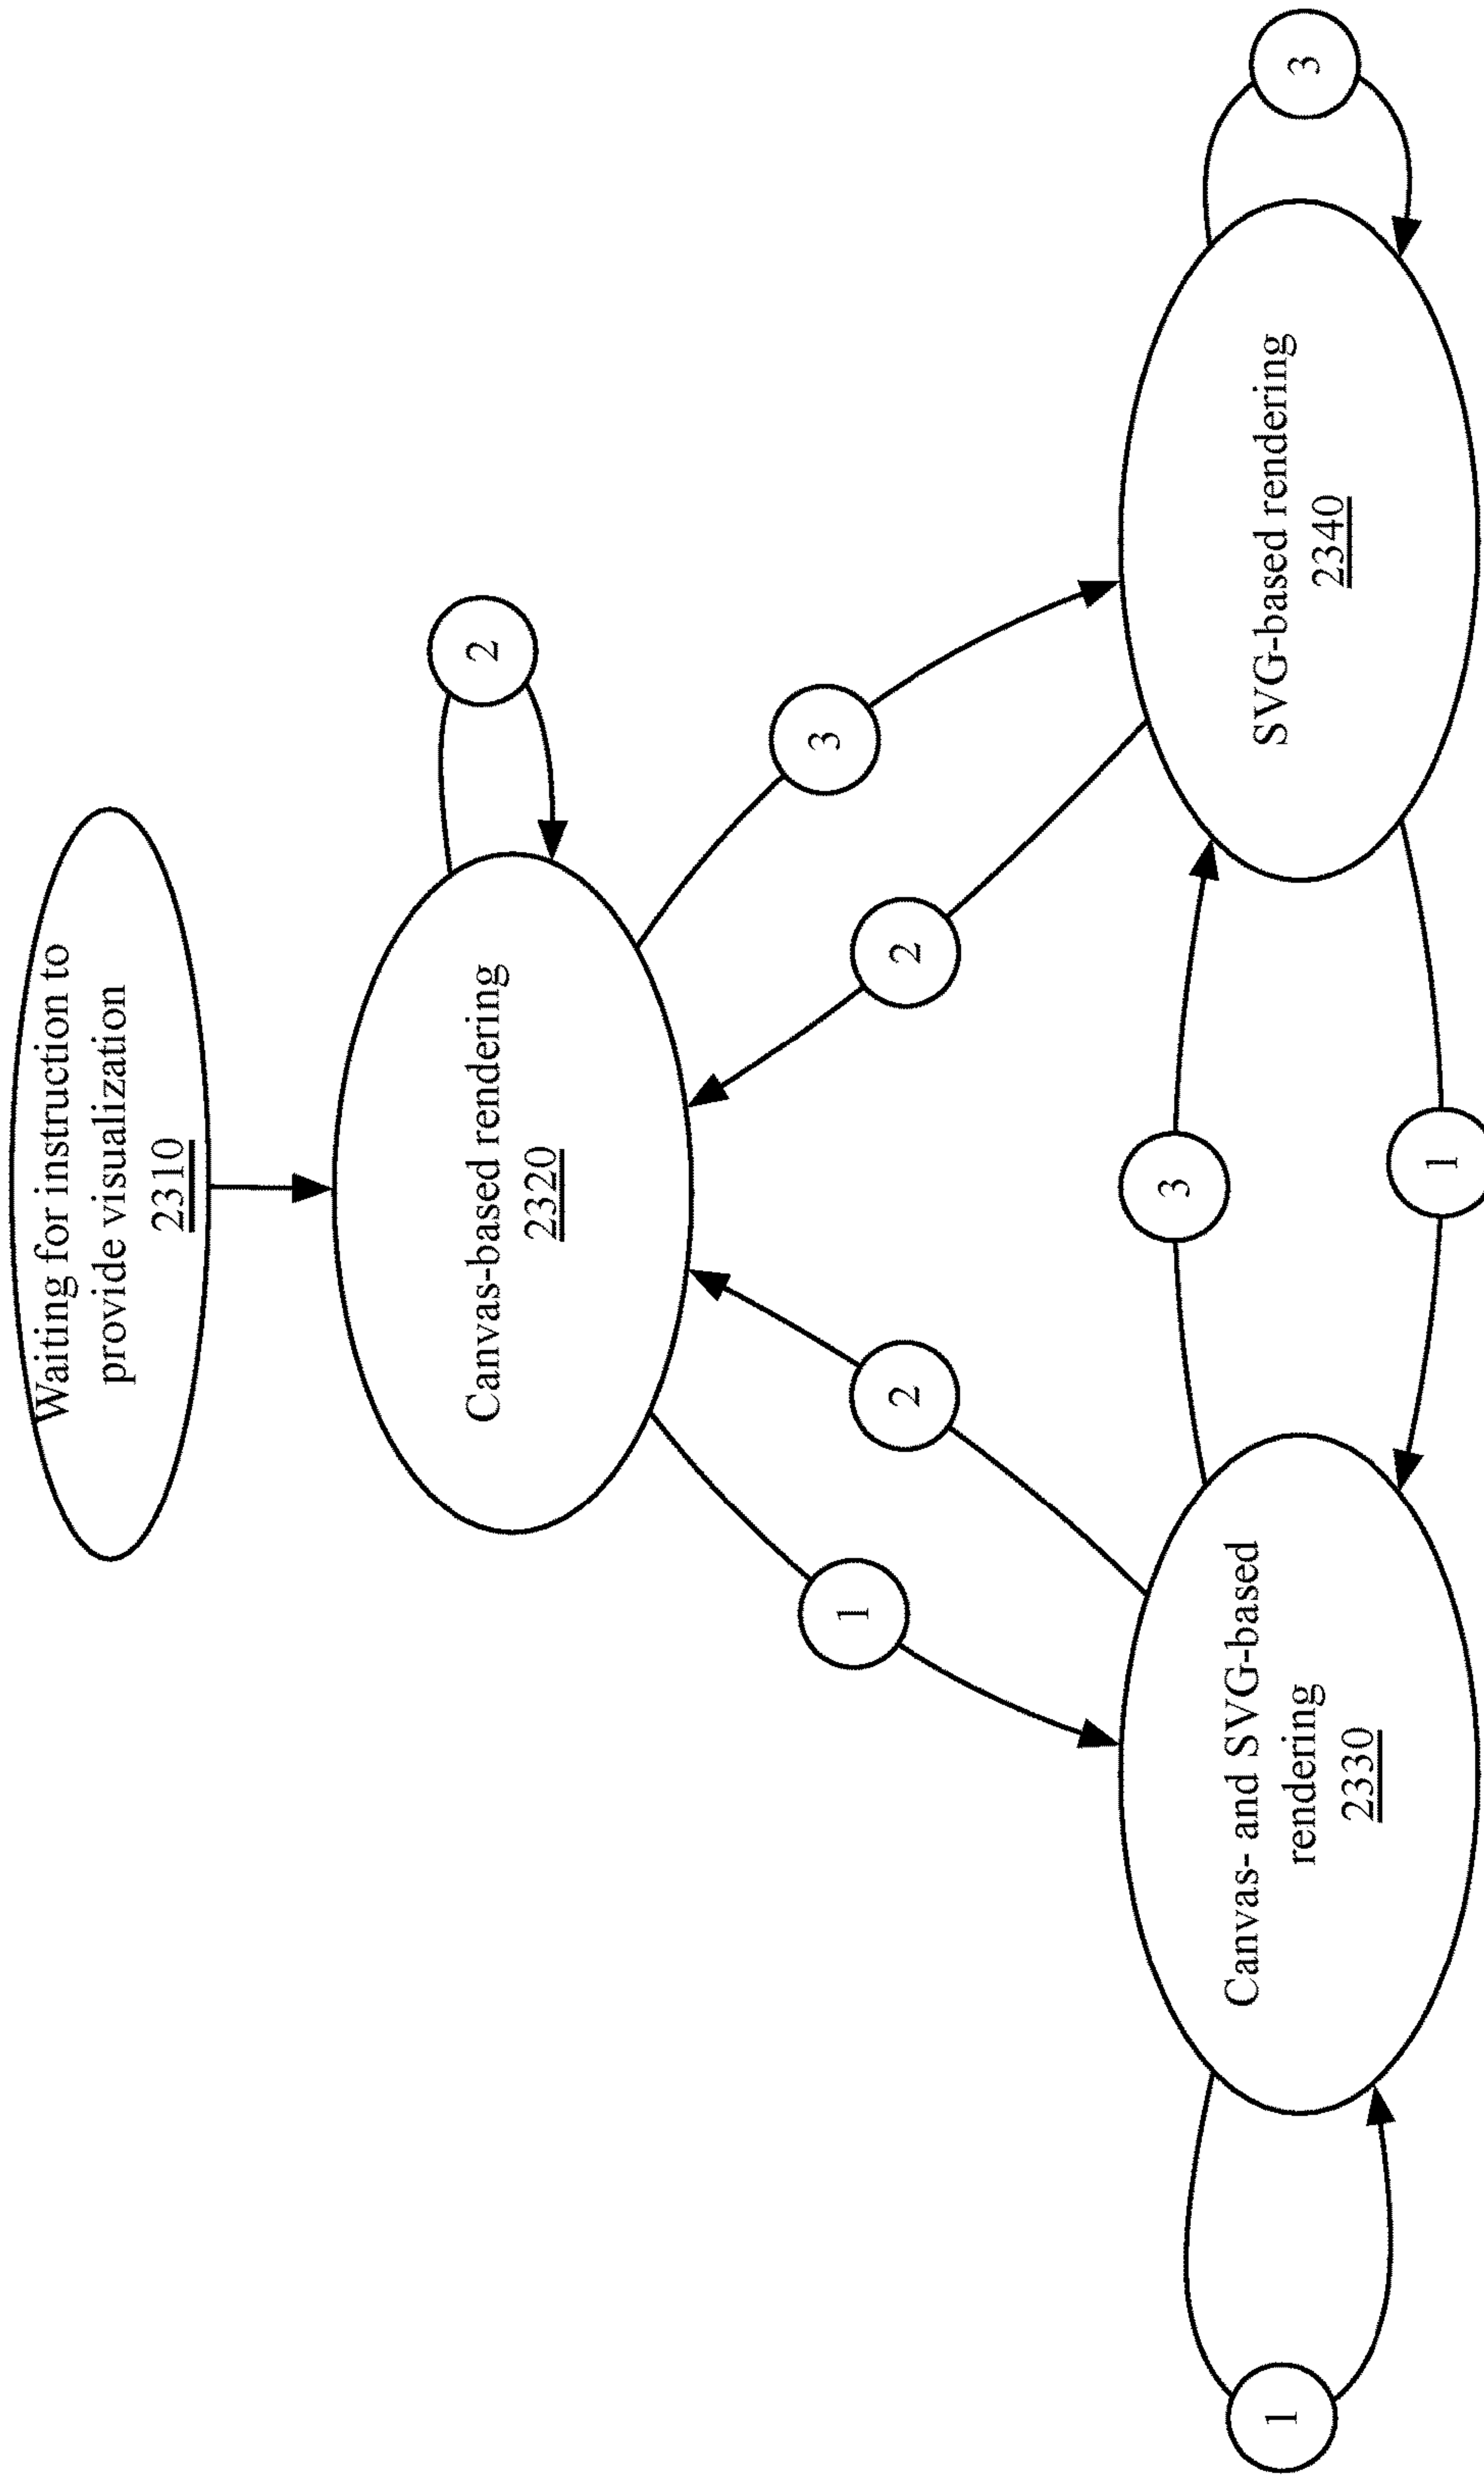 Waiting for instruction to
provide visualization
2310
Canvas-based rendering
2320
2
1
2
2
3
Canvas- and SVG-based
rendering
2330
1
3
1
SVG-based rendering
2340
3